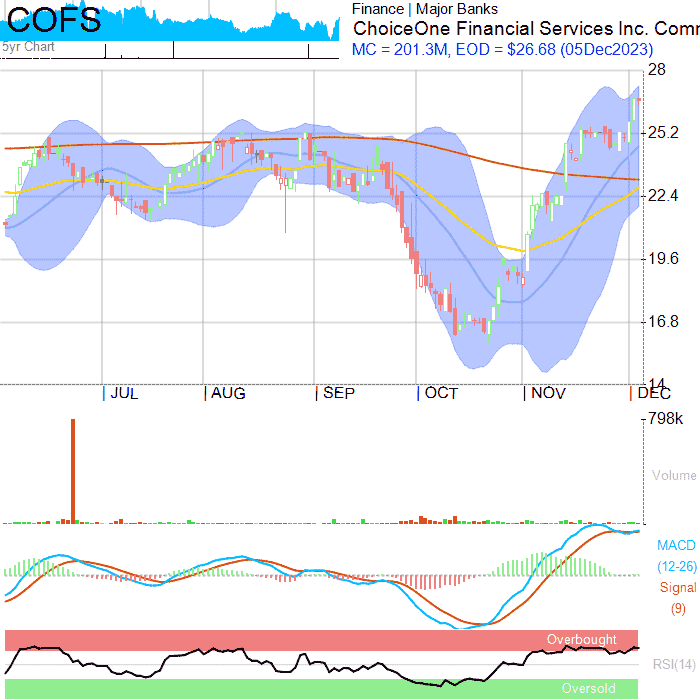 COFS
5yr Chart
Finance | Major Banks
ChoiceOne Financial Services Inc. Comm
MC = 201.3M, EOD = $26.68 (05Dec2023)
28
25.2
22.4
19.6
16.8
14
JUL
AUG
SEP
OCT
NOV
DEC
798k
Volume
MACD
(12-26)
Signal
(9)
Overbought
RSI(14)
Oversold